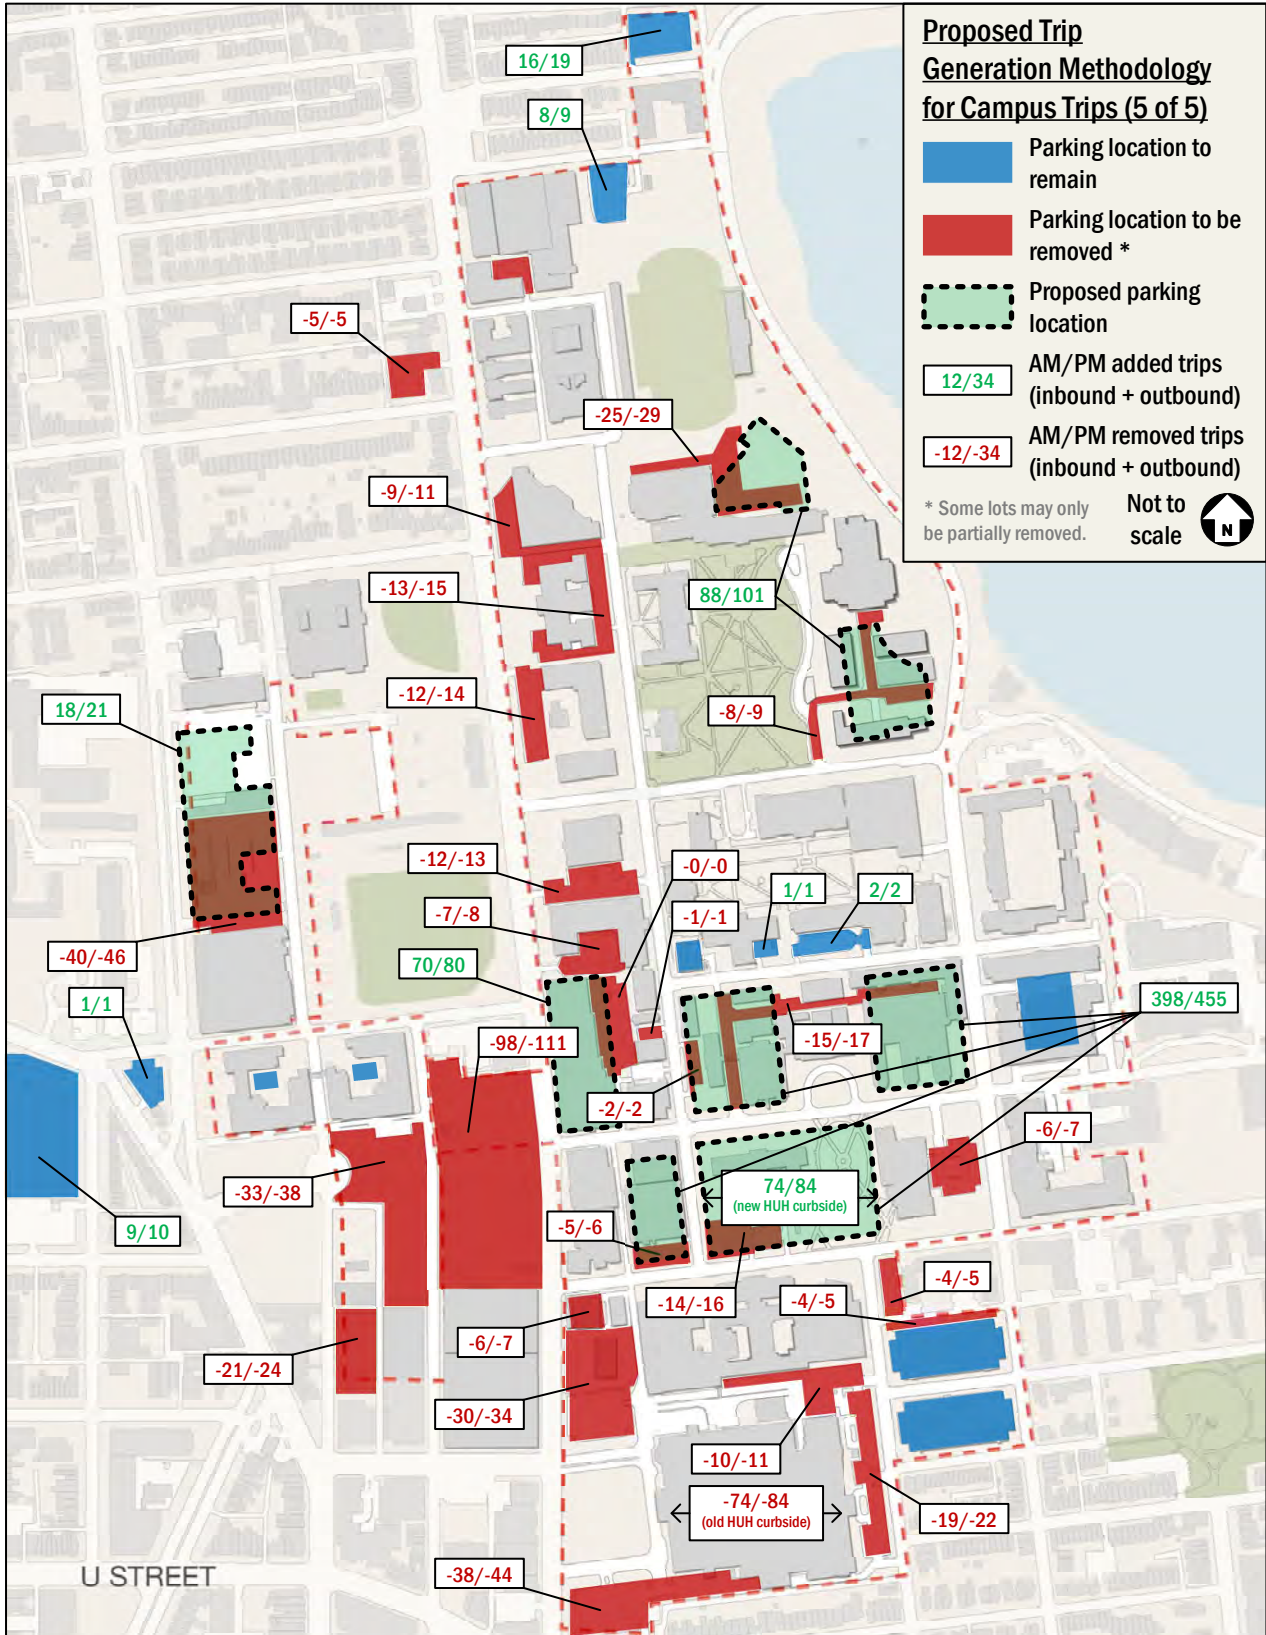 Proposed Trip
Generation Methodology
for Campus Trips (5 of 5)
Parking location to
remain
Parking location to be
removed *
Proposed parking
location
12/34
AM/PM added trips
(inbound + outbound)
-12/-34
AM/PM removed trips
(inbound + outbound)
* Some lots may only
be partially removed.
Not to
scale
N
16/19
8/9
-5/-5
-25/-29
-9/-11
-13/-15
88/101
-12/-14
-8/-9
18/21
-12/-13
-0/-0
1/1
2/2
-7/-8
-1/-1
-40/-46
70/80
1/1
398/455
-98/-111
-15/-17
-2/-2
-6/-7
-33/-38
74/84
(new HUH curbside)
9/10
-5/-6
-4/-5
-14/-16
-4/-5
-6/-7
-21/-24
-30/-34
-10/-11
-74/-84
(old HUH curbside)
-19/-22
U STREET
-38/-44